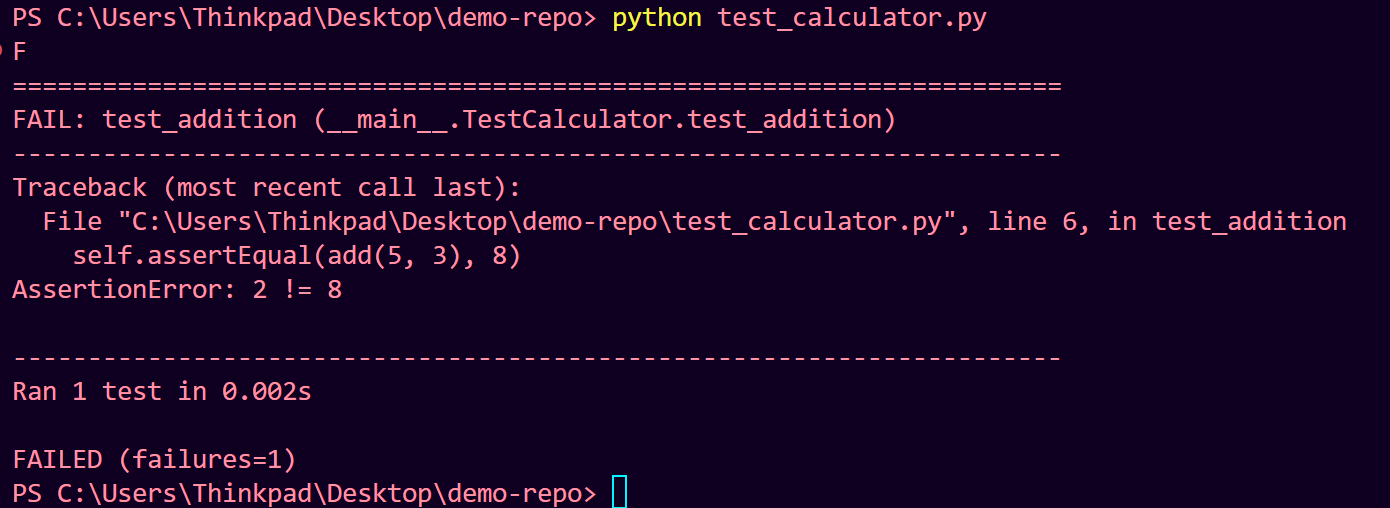 PS C:\Users\Thinkpad\Desktop\demo-repo> python test_calculator.py
F
======================================================================
FAIL: test_addition (__main__.TestCalculator.test_addition)
----------------------------------------------------------------------
Traceback (most recent call last):
  File "C:\Users\Thinkpad\Desktop\demo-repo\test_calculator.py", line 6, in test_addition
    self.assertEqual(add(5, 3), 8)
AssertionError: 2 != 8

----------------------------------------------------------------------
Ran 1 test in 0.002s

FAILED (failures=1)
PS C:\Users\Thinkpad\Desktop\demo-repo>